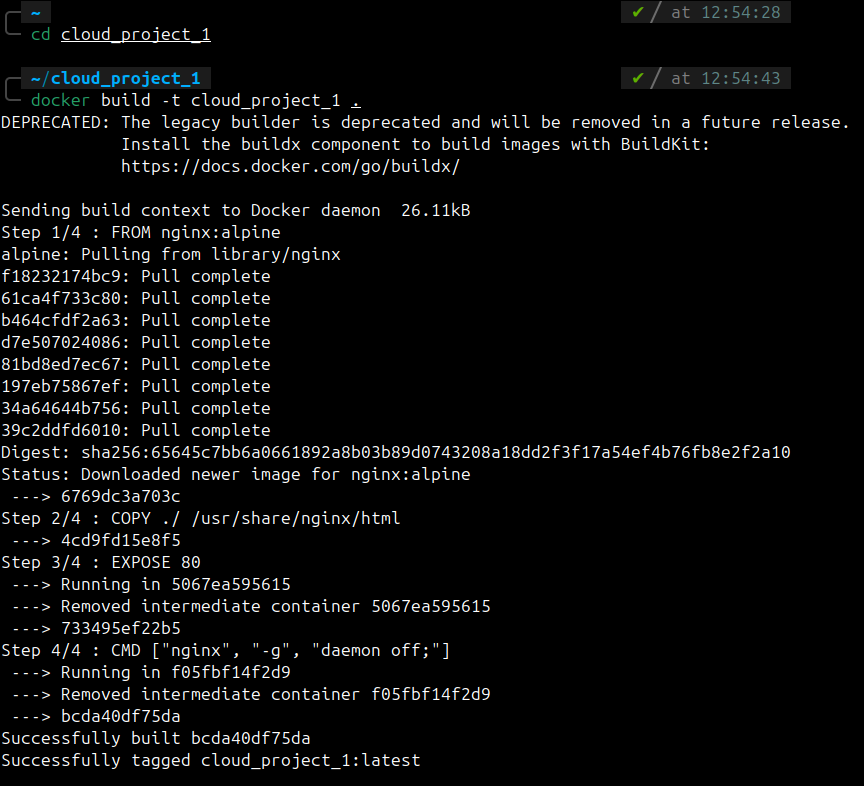 ~ ✔ / at 12:54:28
cd cloud_project_1
~/cloud_project_1 ✔ / at 12:54:43
docker build -t cloud_project_1 .
DEPRECATED: The legacy builder is deprecated and will be removed in a future release.
Install the buildx component to build images with BuildKit:
https://docs.docker.com/go/buildx/
Sending build context to Docker daemon  26.11kB
Step 1/4 : FROM nginx:alpine
alpine: Pulling from library/nginx
f18232174bc9: Pull complete
61ca4f733c80: Pull complete
b464cfdf2a63: Pull complete
d7e507024086: Pull complete
81bd8ed7ec67: Pull complete
197eb75867ef: Pull complete
34a64644b756: Pull complete
39c2ddfd6010: Pull complete
Digest: sha256:65645c7bb6a0661892a8b03b89d0743208a18dd2f3f17a54ef4b76fb8e2f2a10
Status: Downloaded newer image for nginx:alpine
 ---> 6769dc3a703c
Step 2/4 : COPY ./ /usr/share/nginx/html
 ---> 4cd9fd15e8f5
Step 3/4 : EXPOSE 80
 ---> Running in 5067ea595615
 ---> Removed intermediate container 5067ea595615
 ---> 733495ef22b5
Step 4/4 : CMD ["nginx", "-g", "daemon off;"]
 ---> Running in f05fbf14f2d9
 ---> Removed intermediate container f05fbf14f2d9
 ---> bcda40df75da
Successfully built bcda40df75da
Successfully tagged cloud_project_1:latest